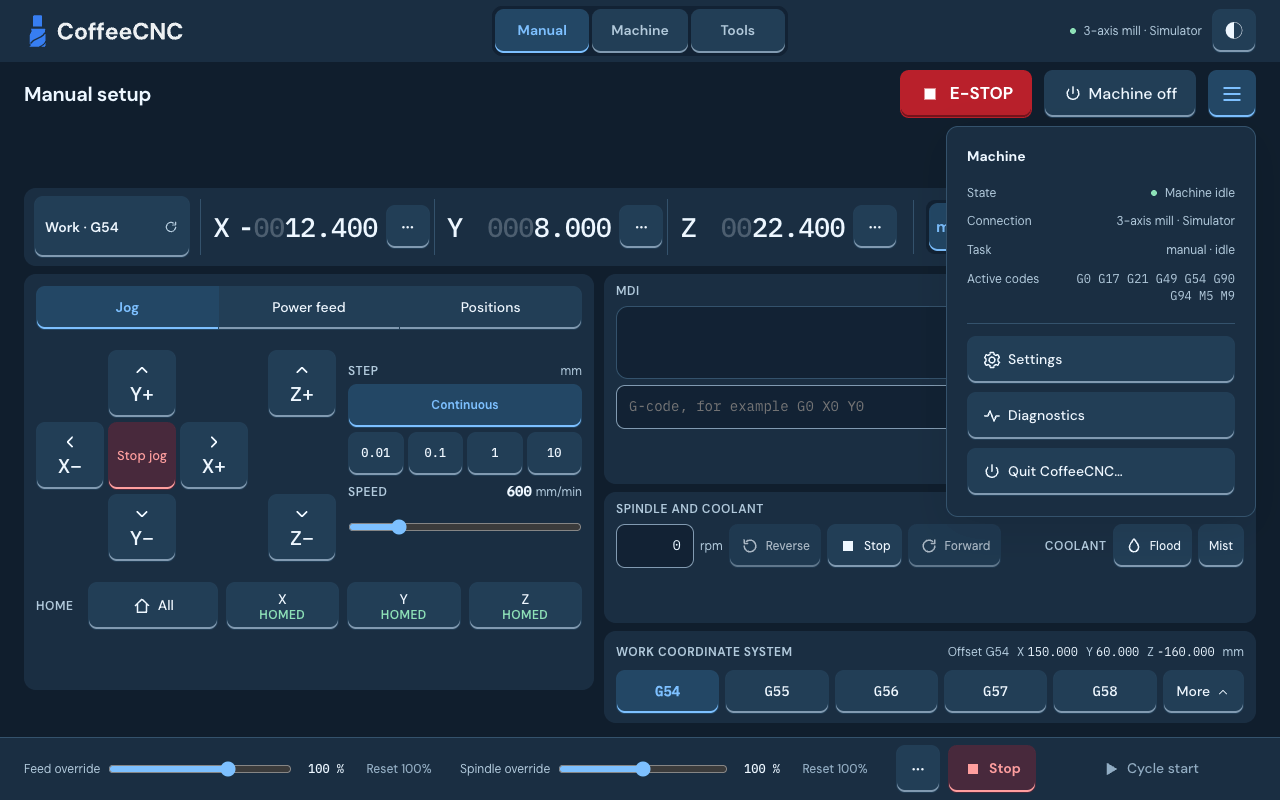 CoffeeCNC
Manual
Machine
Tools
3-axis mill · Simulator
Manual setup
E-STOP
Machine off
Machine
State
Machine idle
Connection
3-axis mill · Simulator
Task
manual · idle
Active codes
G0 G17 G21 G49 G54 G90
G94 M5 M9
Settings
Diagnostics
Quit CoffeeCNC…
Work · G54
X -0012.400
···
Y 0008.000
···
Z 0022.400
···
Jog
Power feed
Positions
Y+
Z+
X−
Stop jog
X+
Y−
Z−
STEP
mm
Continuous
0.01
0.1
1
10
SPEED
600 mm/min
HOME
All
X
HOMED
Y
HOMED
Z
HOMED
MDI
G-code, for example G0 X0 Y0
SPINDLE AND COOLANT
0 rpm
Reverse
Stop
Forward
COOLANT
Flood
Mist
WORK COORDINATE SYSTEM
Offset G54 X 150.000 Y 60.000 Z -160.000 mm
G54
G55
G56
G57
G58
More
Feed override
100 %
Reset 100%
Spindle override
100 %
Reset 100%
···
Stop
Cycle start